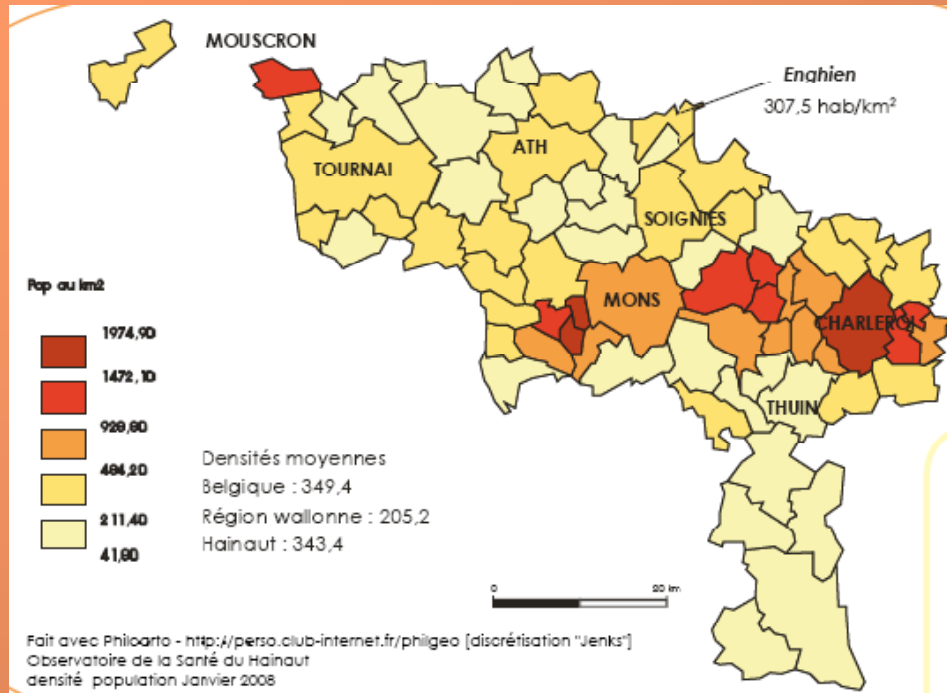 MOUSCRON
Enghien
307,5 hab/km²
ATH
TOURNAI
SOIGNIES
Pop au km2
MONS
CHARLEROI
1974,90
1472,10
THUIN
484,20
211,40
41,90
Densités moyennes
Belgique : 349,4
Région wallonne : 205,2
Hainaut : 343,4
0 20 km
Fait avec Philcarto - http://perso.club-internet.fr/philgeo [discrétisation "Jenks"]
Observatoire de la Santé du Hainaut
densité population Janvier 2008